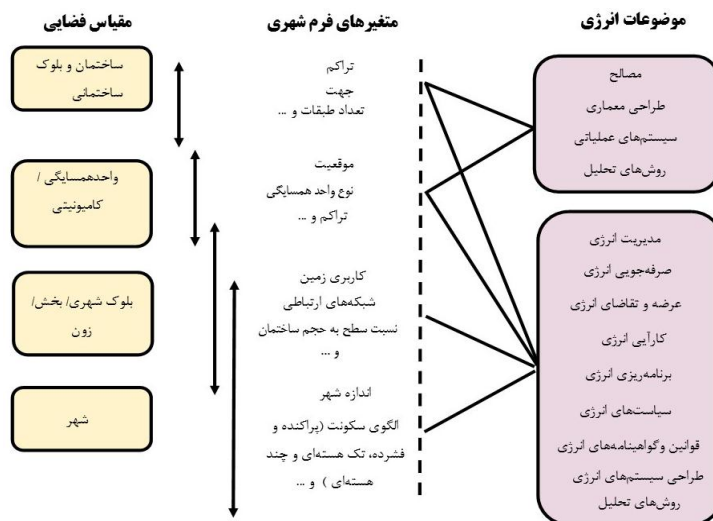 موضوعات انرژی
مصالح
طراحی معماری
سیستم‌های عملیاتی
روش‌های تحلیل
مدیریت انرژی
صرفه‌جویی انرژی
عرضه و تقاضای انرژی
کارآیی انرژی
برنامه‌ریزی انرژی
سیاست‌های انرژی
قوانین وگواهینامه‌های انرژی
طراحی سیستم‌های انرژی
روش‌های تحلیل
متغیرهای فرم شهری
تراکم
جهت
تعداد طبقات و ...
موقعیت
نوع واحد همسایگی
تراکم و ...
کاربری زمین
شبکه‌های ارتباطی
نسبت سطح به حجم ساختمان
و ...
اندازه شهر
الگوی سکونت (پراکنده و
فشرده، تک هسته‌ای و چند
هسته‌ای ) و ...
مقیاس فضایی
ساختمان و بلوک
ساختمانی
واحدهمسایگی /
کامیونیتی
بلوک شهری/ بخش/
زون
شهر